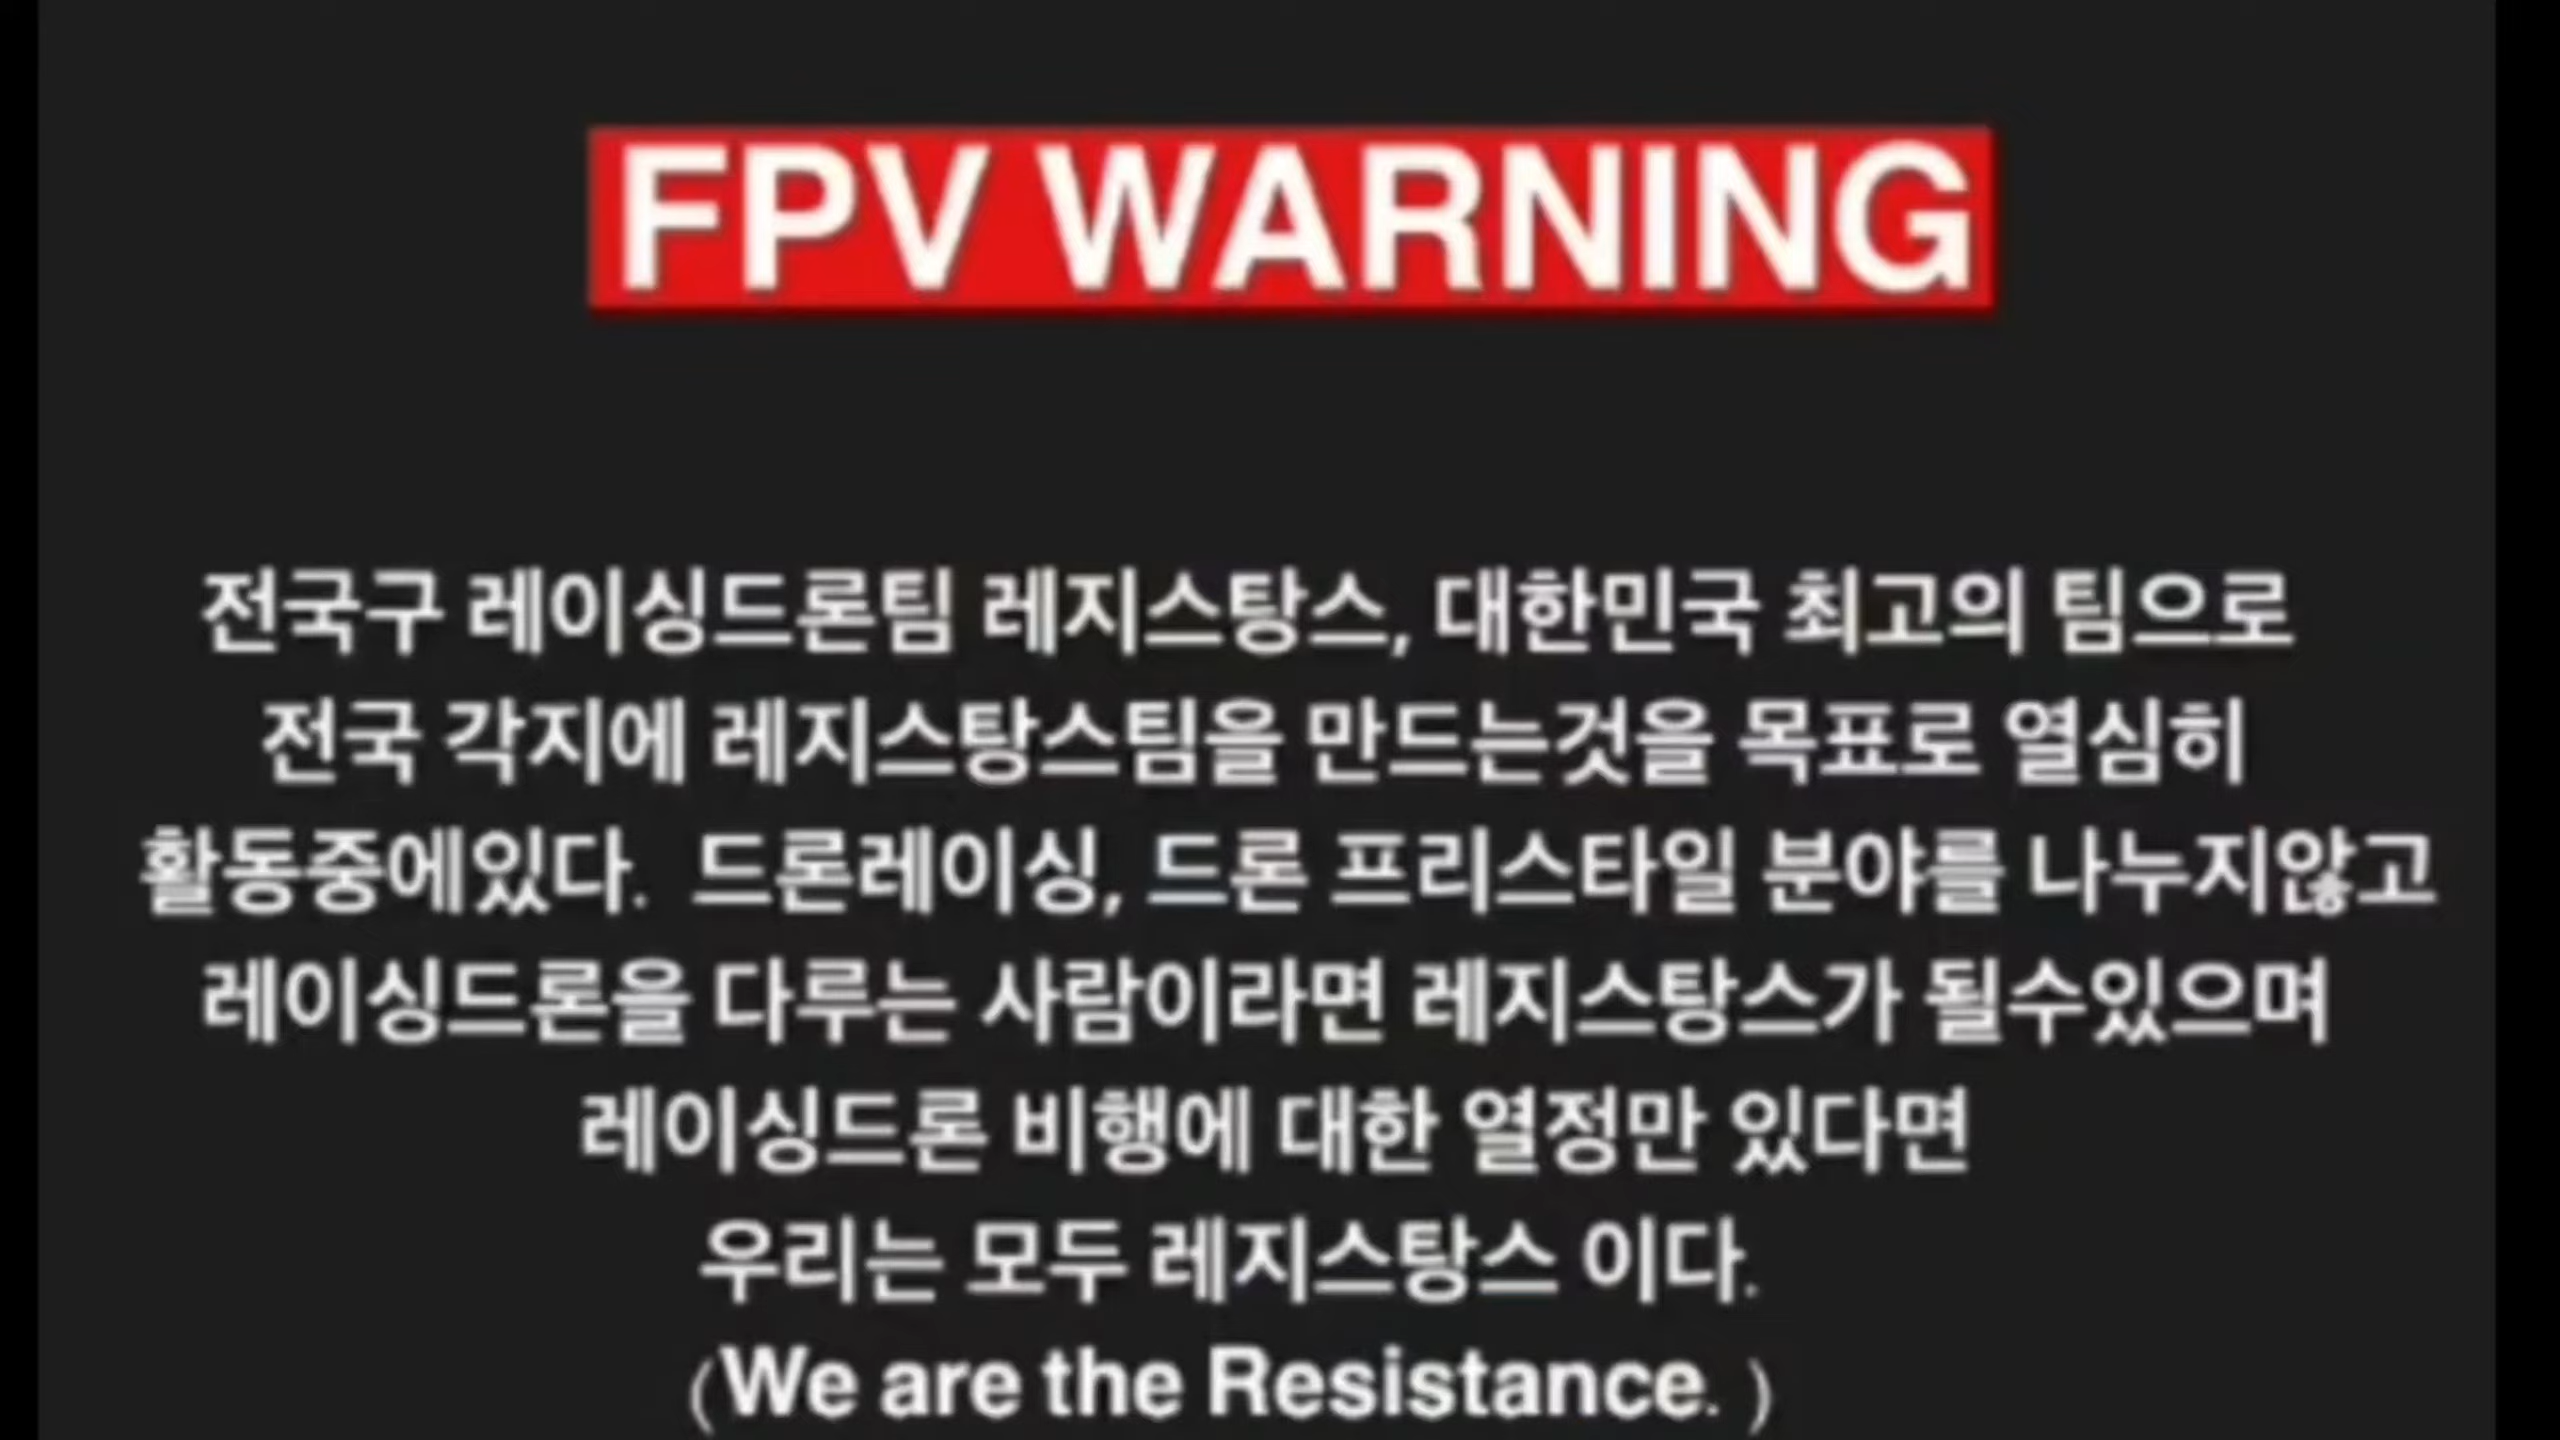 FPV WARNING
전국구 레이싱드론팀 레지스탕스, 대한민국 최고의 팀으로
전국 각지에 레지스탕스팀을 만드는것을 목표로 열심히
활동중에있다. 드론레이싱, 드론 프리스타일 분야를 나누지않고
레이싱드론을 다루는 사람이라면 레지스탕스가 될수있으며
레이싱드론 비행에 대한 열정만 있다면
우리는 모두 레지스탕스 이다.
(We are the Resistance. )